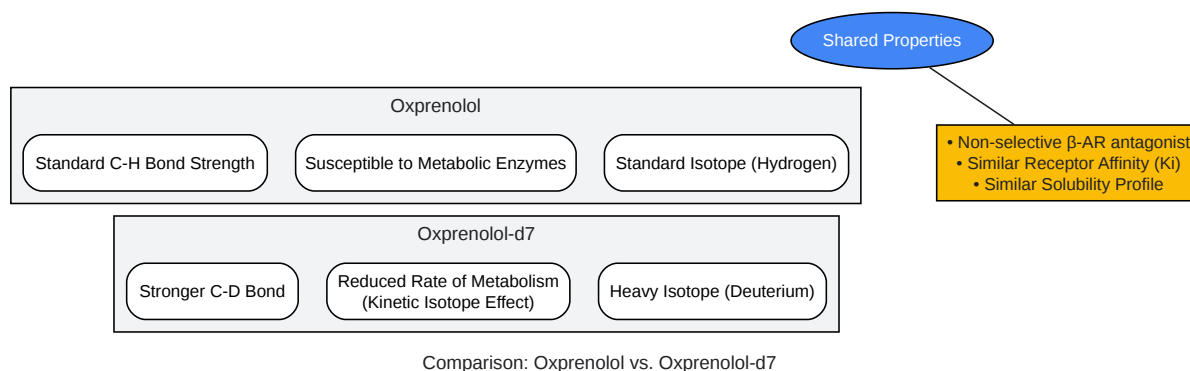 Shared Properties
Oxprenolol
Standard C-H Bond Strength
Susceptible to Metabolic Enzymes
Standard Isotope (Hydrogen)
• Non-selective β-AR antagonist
• Similar Receptor Affinity (Ki)
• Similar Solubility Profile
Oxprenolol-d7
Stronger C-D Bond
Reduced Rate of Metabolism
(Kinetic Isotope Effect)
Heavy Isotope (Deuterium)
Comparison: Oxprenolol vs. Oxprenolol-d7